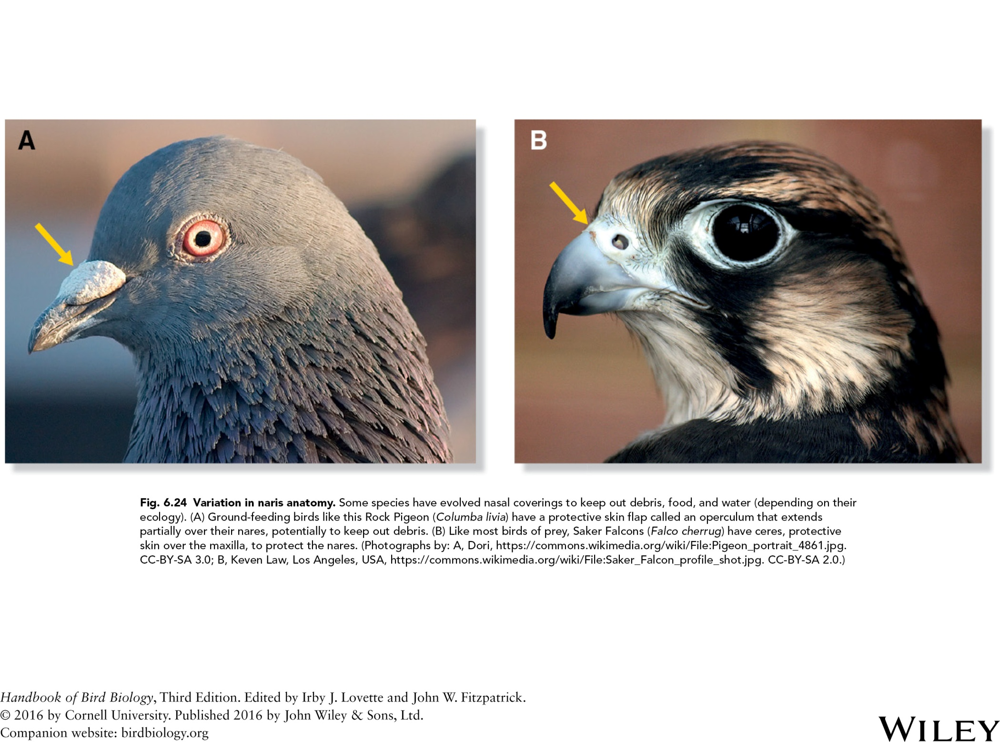 A
B
Fig. 6.24 Variation in naris anatomy. Some species have evolved nasal coverings to keep out debris, food, and water (depending on their
ecology). (A) Ground-feeding birds like this Rock Pigeon (Columba livia) have a protective skin flap called an operculum that extends
partially over their nares, potentially to keep out debris. (B) Like most birds of prey, Saker Falcons (Falco cherrug) have ceres, protective
skin over the maxilla, to protect the nares. (Photographs by: A, Dori, https://commons.wikimedia.org/wiki/File:Pigeon_portrait_4861.jpg.
CC-BY-SA 3.0; B, Keven Law, Los Angeles, USA, https://commons.wikimedia.org/wiki/File:Saker_Falcon_profile_shot.jpg. CC-BY-SA 2.0.)
Handbook of Bird Biology, Third Edition. Edited by Irby J. Lovette and John W. Fitzpatrick.
© 2016 by Cornell University. Published 2016 by John Wiley & Sons, Ltd.
Companion website: birdbiology.org
WILEY